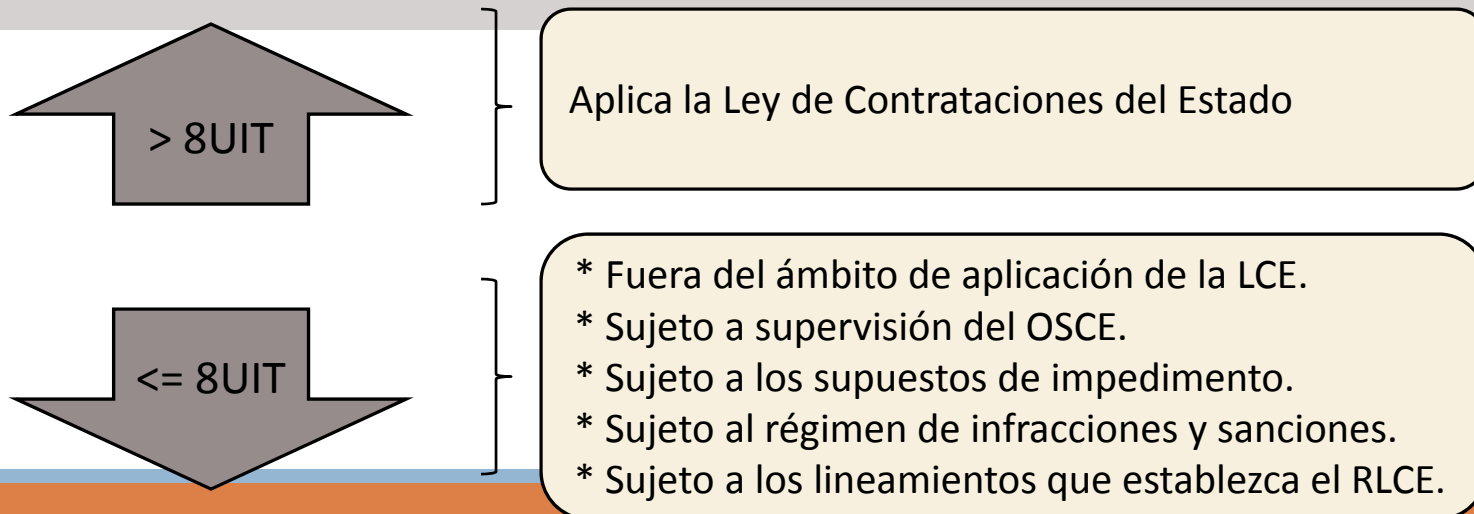 > 8UIT
Aplica la Ley de Contrataciones del Estado
<= 8UIT
* Fuera del ámbito de aplicación de la LCE.
* Sujeto a supervisión del OSCE.
* Sujeto a los supuestos de impedimento.
* Sujeto al régimen de infracciones y sanciones.
* Sujeto a los lineamientos que establezca el RLCE.